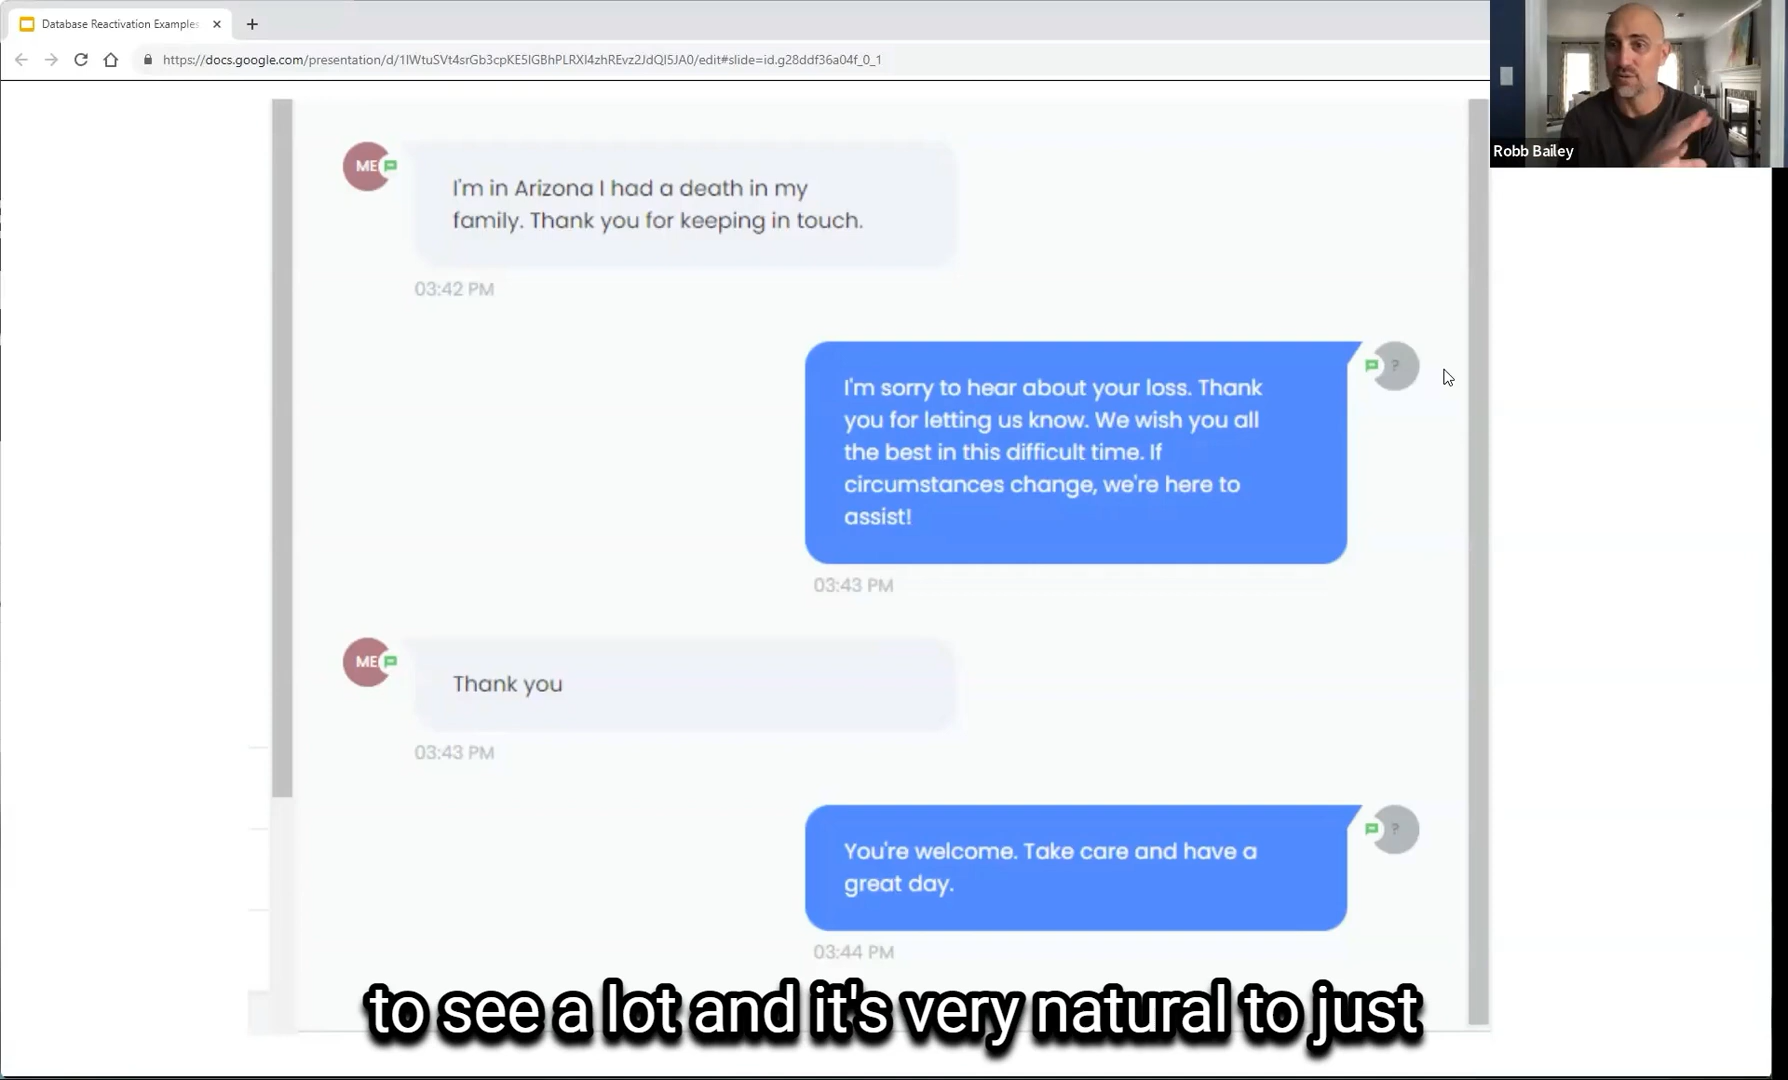 Database Reactivation Examples
https://docs.google.com/presentation/d/1IWtuSVt4srGb3cpKE5IGBhPLRXl4zhREvz2JdQl5JA0/edit#slide=id.g28ddf36a04f_0_1
Robb Bailey
ME
I'm in Arizona I had a death in my
family. Thank you for keeping in touch.
03:42 PM
?
I'm sorry to hear about your loss. Thank
you for letting us know. We wish you all
the best in this difficult time. If
circumstances change, we're here to
assist!
03:43 PM
ME
Thank you
03:43 PM
?
You're welcome. Take care and have a
great day.
03:44 PM
to see a lot and it's very natural to just